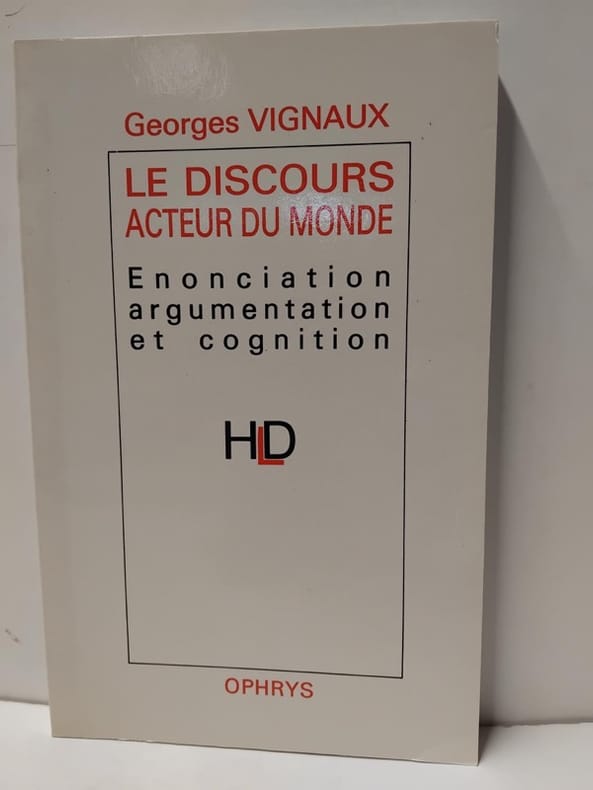 Georges VIGNAUX
LE DISCOURS
ACTEUR DU MONDE
Enonciation
argumentation
et cognition
HLD
OPHRYS